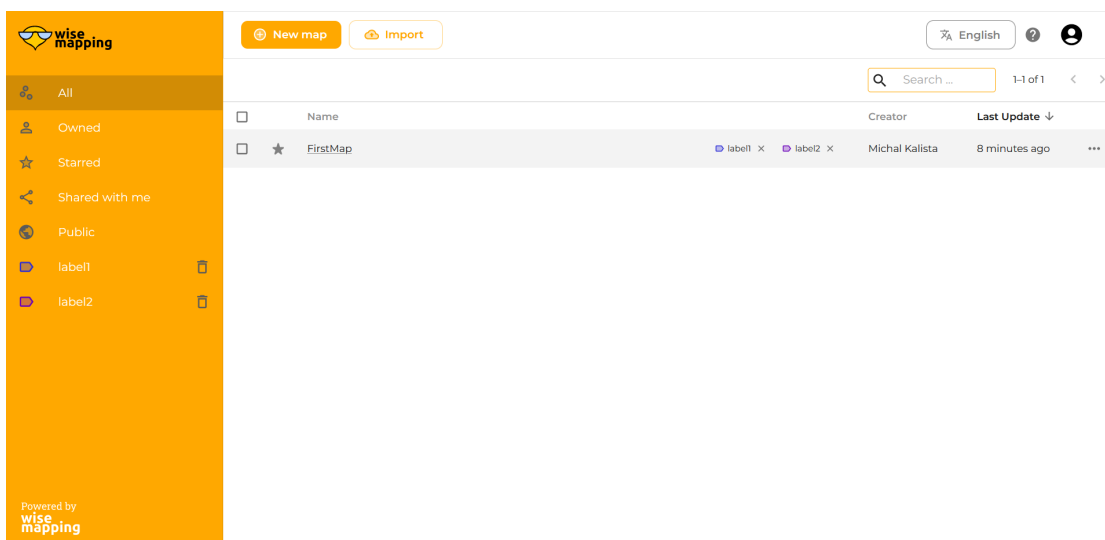 wise
mapping
New map
Import
English
All
Owned
Starred
Shared with me
Public
label1
label2
Search ...
1–1 of 1
Name
Creator
Last Update
FirstMap
label1
label2
Michal Kalista
8 minutes ago
Powered by
wise
mapping